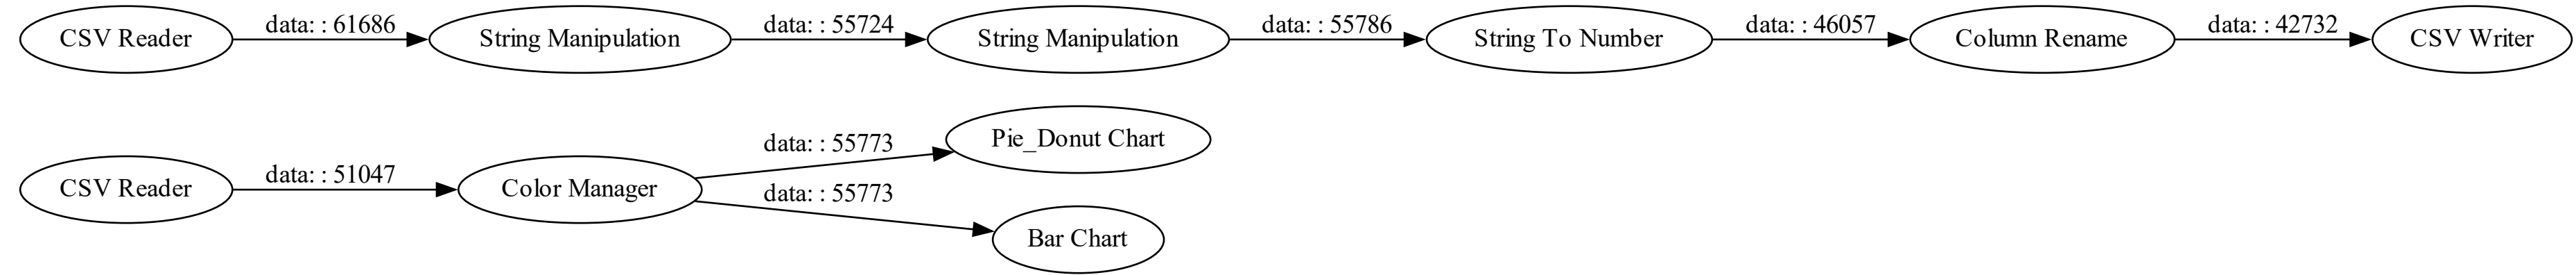 CSV Reader
data: : 61686
String Manipulation
data: : 55724
String Manipulation
data: : 55786
String To Number
data: : 46057
Column Rename
data: : 42732
CSV Writer
CSV Reader
data: : 51047
Color Manager
data: : 55773
Pie_Donut Chart
data: : 55773
Bar Chart